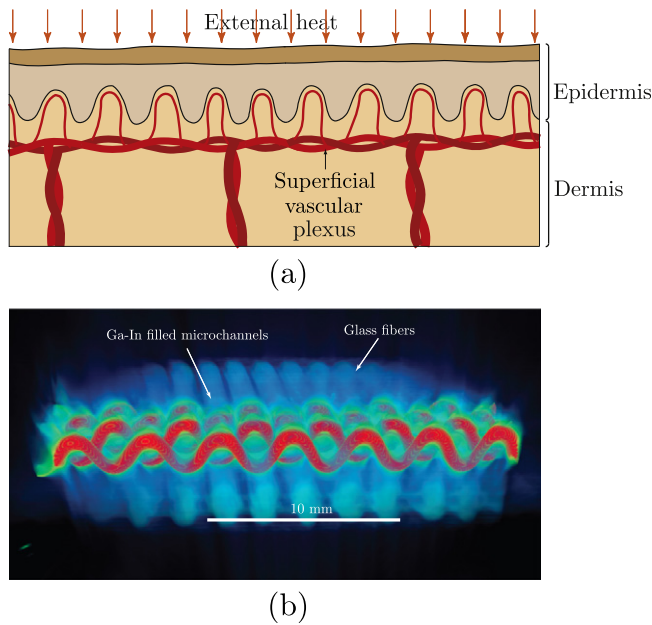 External heat
Epidermis
Superficial
vascular
plexus
Dermis
(a)
Ga-In filled microchannels
Glass fibers
10 mm
(b)